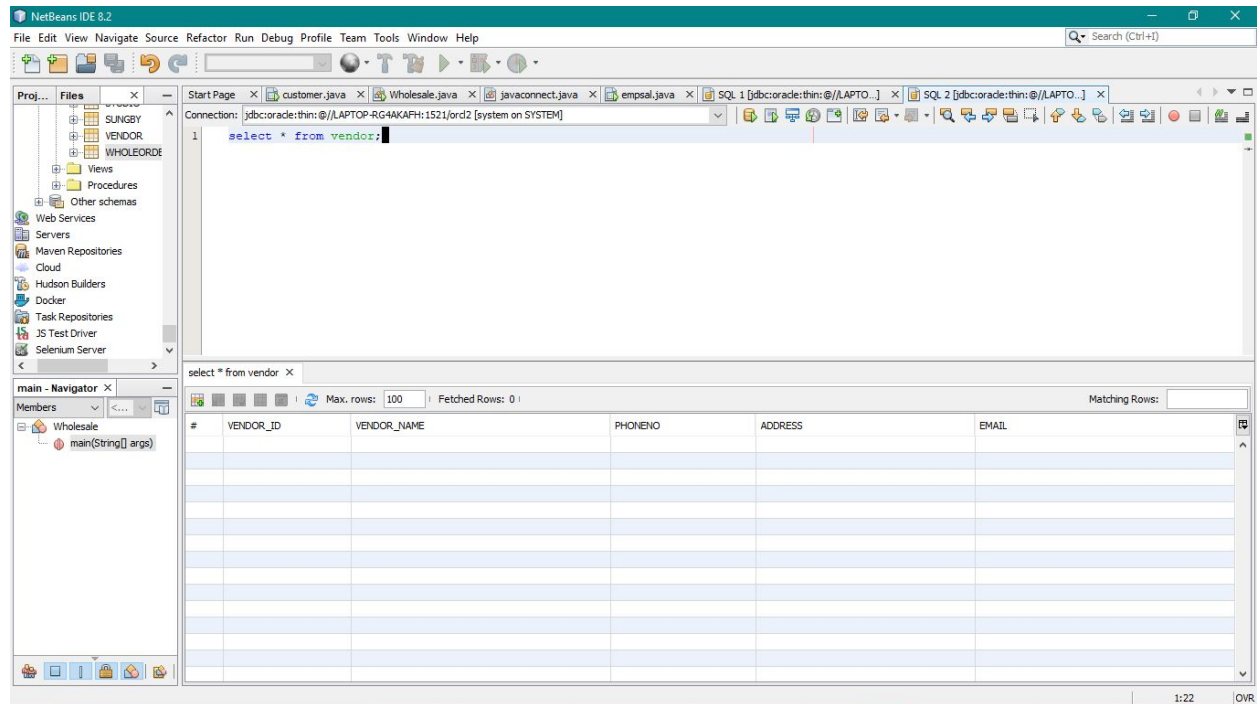 NetBeans IDE 8.2
File Edit View Navigate Source Refactor Run Debug Profile Team Tools Window Help
Search (Ctrl+I)
Proj... Files
Start Page customer.java Wholesale.java javaconnect.java empsal.java SQL 1 [jdbc:oracle:thin:@//LAPTO...] SQL 2 [jdbc:oracle:thin:@//LAPTO...]
Connection: jdbc:oracle:thin:@//LAPTOP-RG4AKAFH:1521/orcl2 [system on SYSTEM]
1 select * from vendor;
SUNGBY
VENDOR
WHOLEORDE
Views
Procedures
Other schemas
Web Services
Servers
Maven Repositories
Cloud
Hudson Builders
Docker
Task Repositories
JS Test Driver
Selenium Server
main - Navigator
Members <...
Wholesale
main(String[] args)
select * from vendor
Max. rows: 100 Fetched Rows: 0
Matching Rows:
# VENDOR_ID VENDOR_NAME PHONENO ADDRESS EMAIL
1:22 OVR